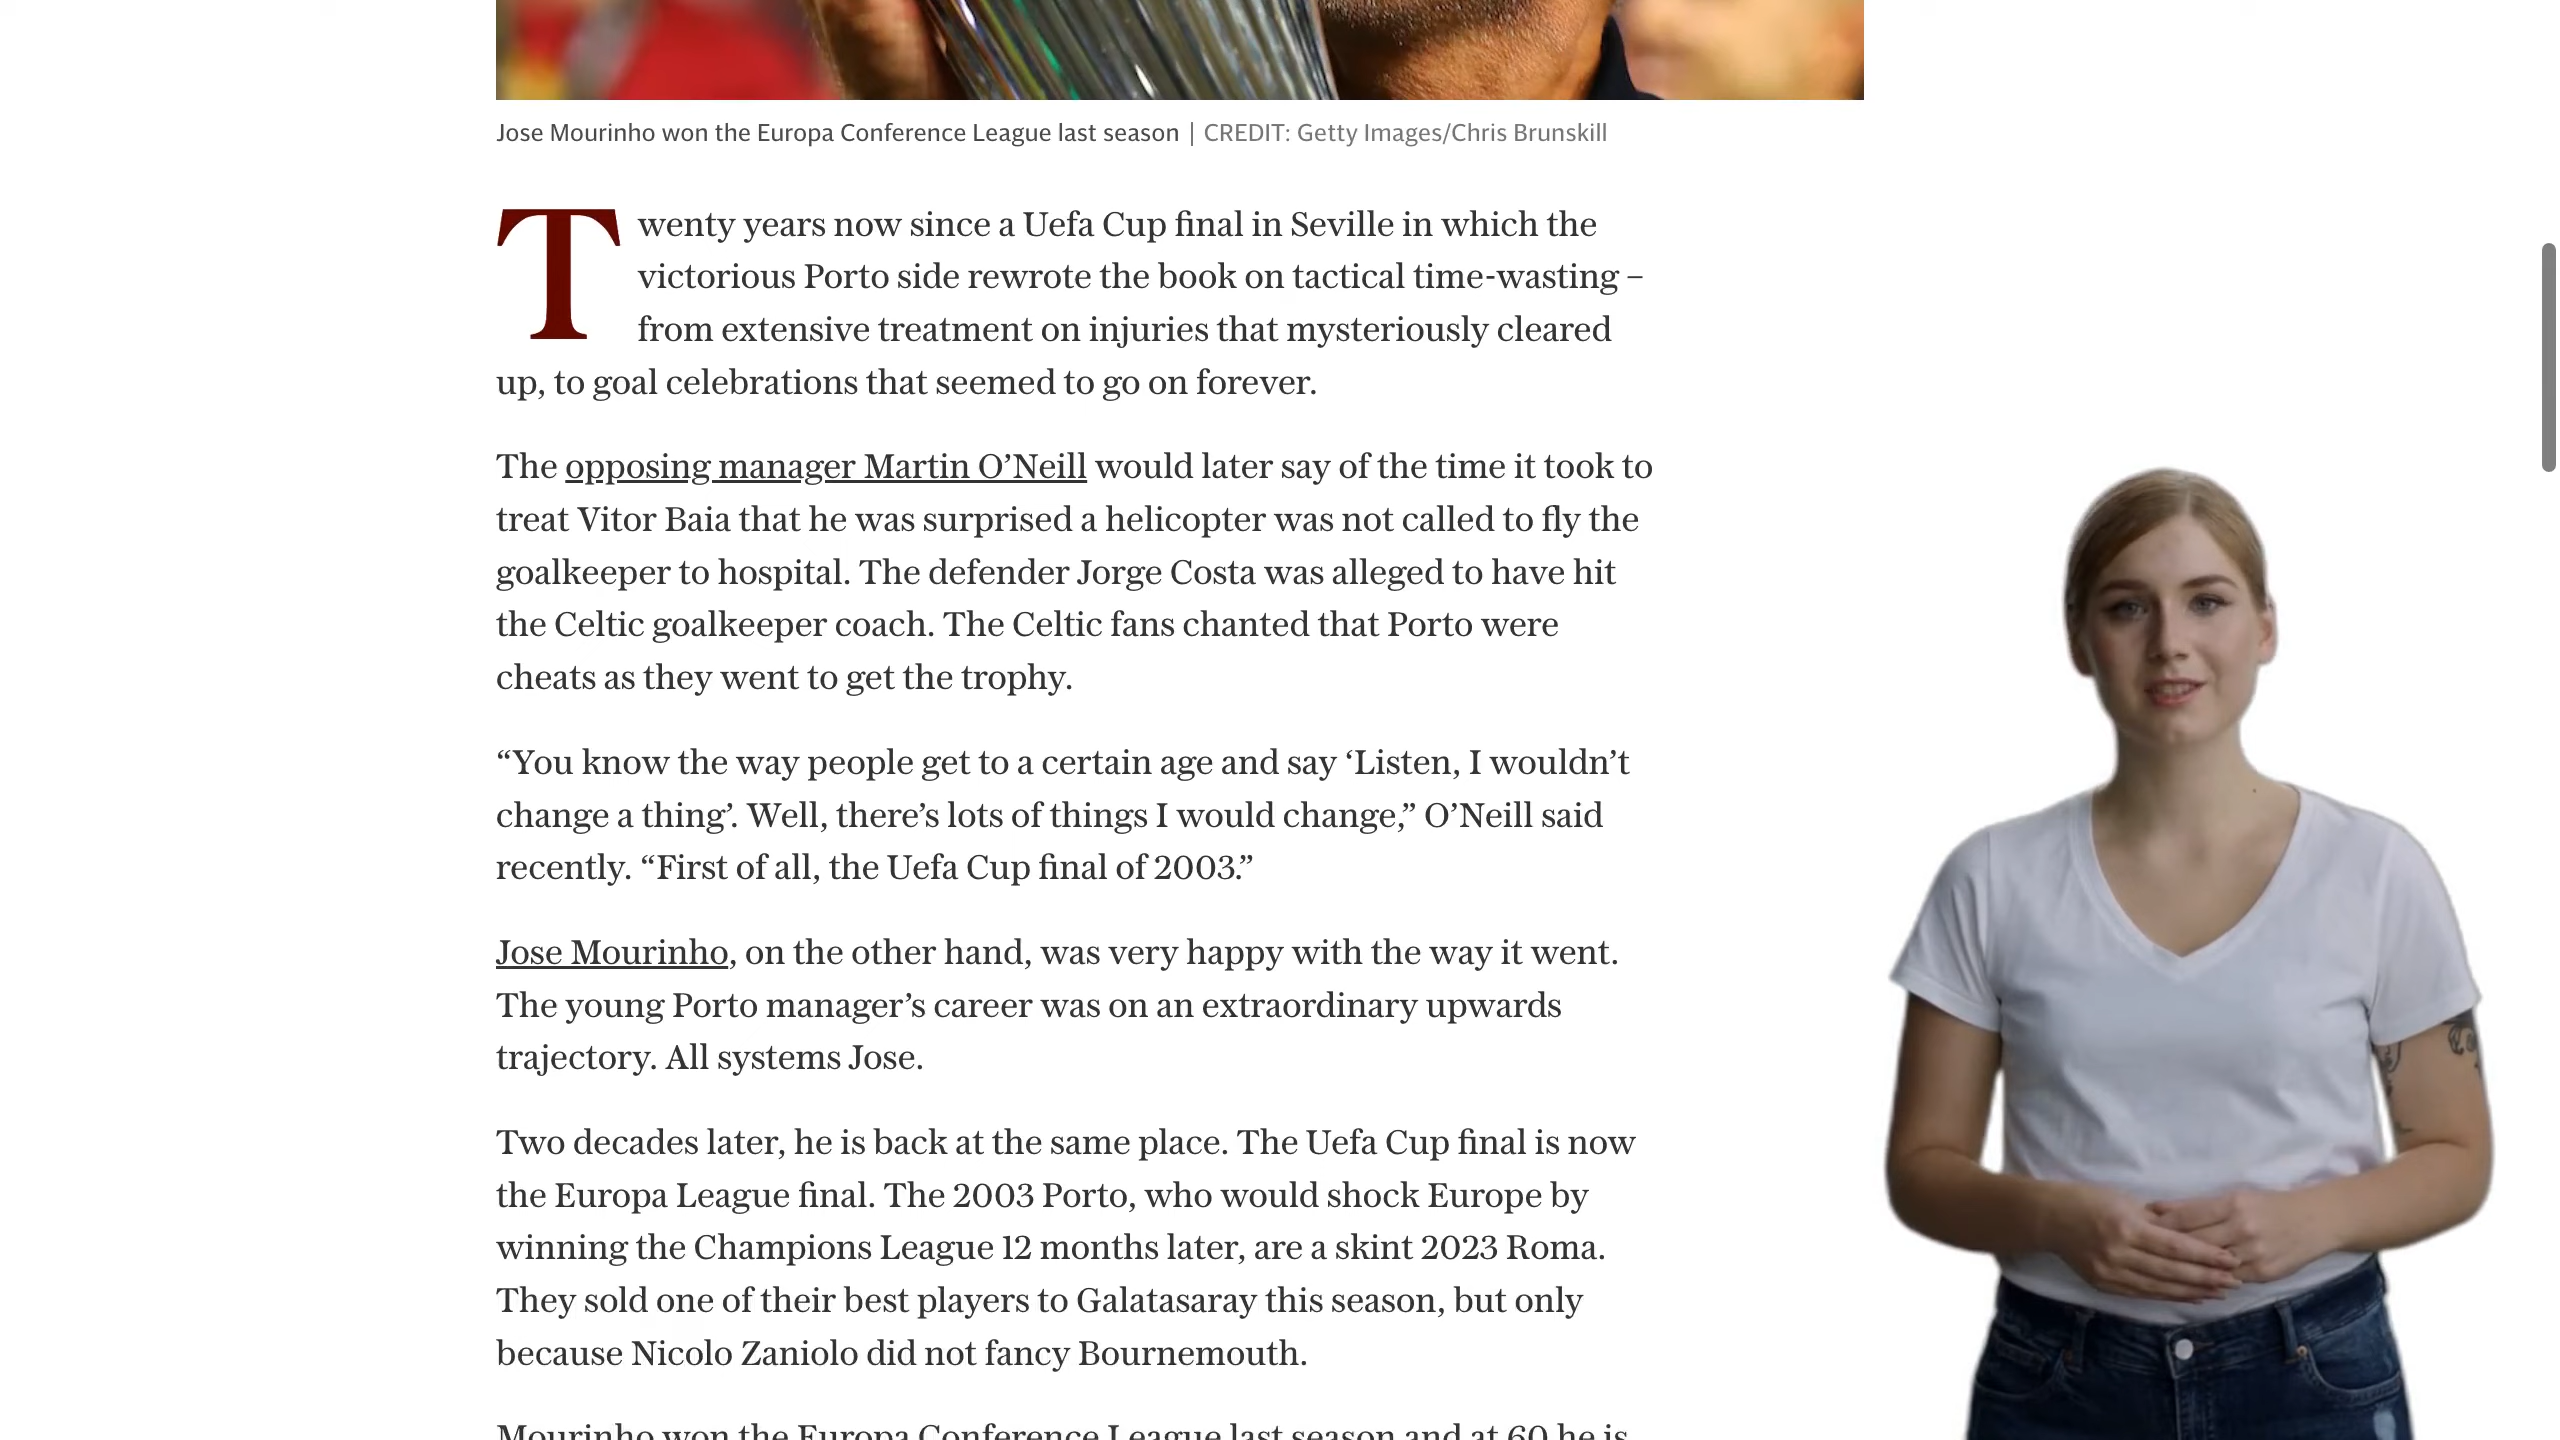 Jose Mourinho won the Europa Conference League last season | CREDIT: Getty Images/Chris Brunskill
Twenty years now since a Uefa Cup final in Seville in which the
victorious Porto side rewrote the book on tactical time-wasting –
from extensive treatment on injuries that mysteriously cleared
up, to goal celebrations that seemed to go on forever.
The opposing manager Martin O’Neill would later say of the time it took to
treat Vitor Baia that he was surprised a helicopter was not called to fly the
goalkeeper to hospital. The defender Jorge Costa was alleged to have hit
the Celtic goalkeeper coach. The Celtic fans chanted that Porto were
cheats as they went to get the trophy.
“You know the way people get to a certain age and say ‘Listen, I wouldn’t
change a thing’. Well, there’s lots of things I would change,” O’Neill said
recently. “First of all, the Uefa Cup final of 2003.”
Jose Mourinho, on the other hand, was very happy with the way it went.
The young Porto manager’s career was on an extraordinary upwards
trajectory. All systems Jose.
Two decades later, he is back at the same place. The Uefa Cup final is now
the Europa League final. The 2003 Porto, who would shock Europe by
winning the Champions League 12 months later, are a skint 2023 Roma.
They sold one of their best players to Galatasaray this season, but only
because Nicolo Zaniolo did not fancy Bournemouth.
Mourinho won the Europa Conference League last season and at 60 he is